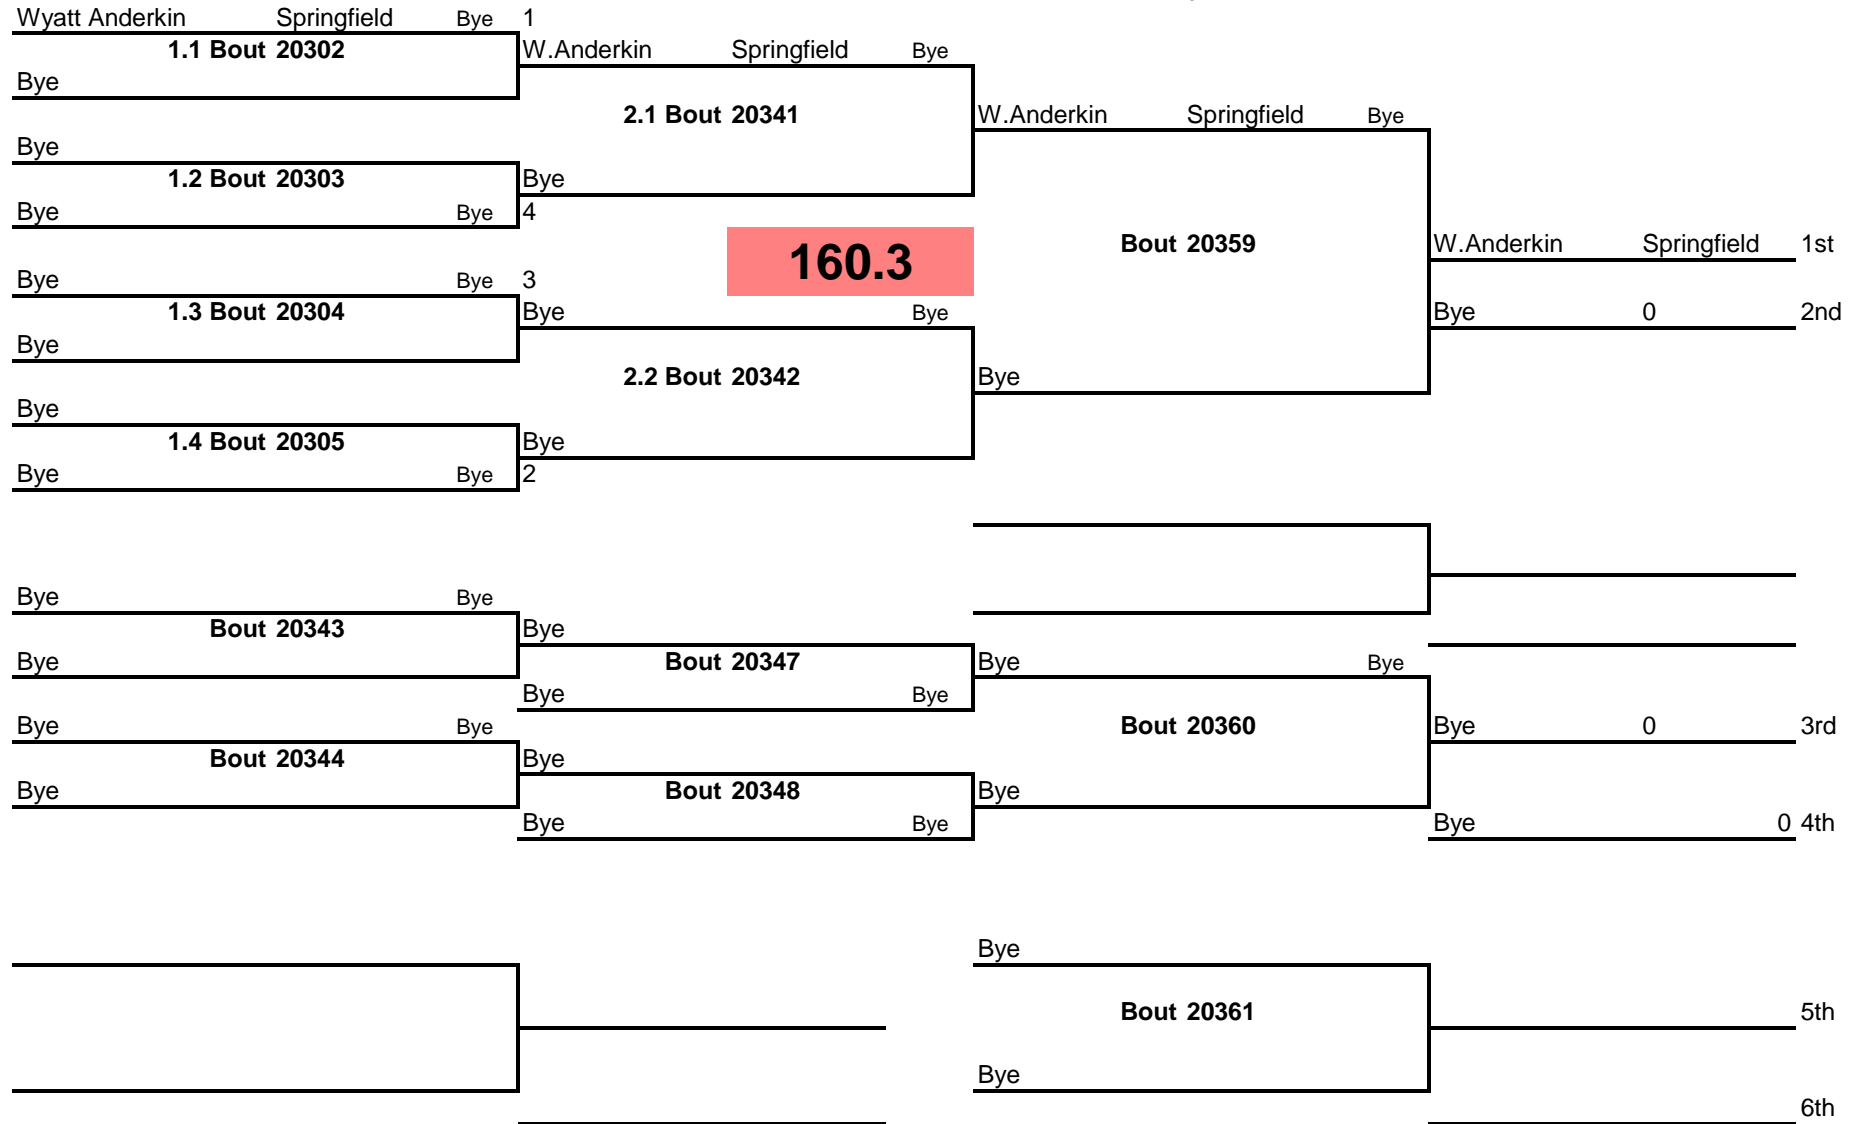 Wyatt Anderkin Springfield Bye 1
1.1 Bout 20302 W.Anderkin Springfield Bye
Bye
2.1 Bout 20341 W.Anderkin Springfield Bye
Bye
1.2 Bout 20303 Bye
Bye Bye 4
160.3 Bout 20359 W.Anderkin Springfield 1st
Bye Bye 3
1.3 Bout 20304 Bye Bye Bye 0 2nd
Bye
2.2 Bout 20342 Bye
Bye
1.4 Bout 20305 Bye
Bye Bye 2
Bye Bye
Bout 20343 Bye
Bye Bout 20347 Bye Bye
Bye Bye
Bye Bye Bout 20360 Bye 0 3rd
Bout 20344 Bye
Bye Bout 20348 Bye
Bye Bye Bye 0 4th
Bye
Bout 20361 5th
Bye
6th